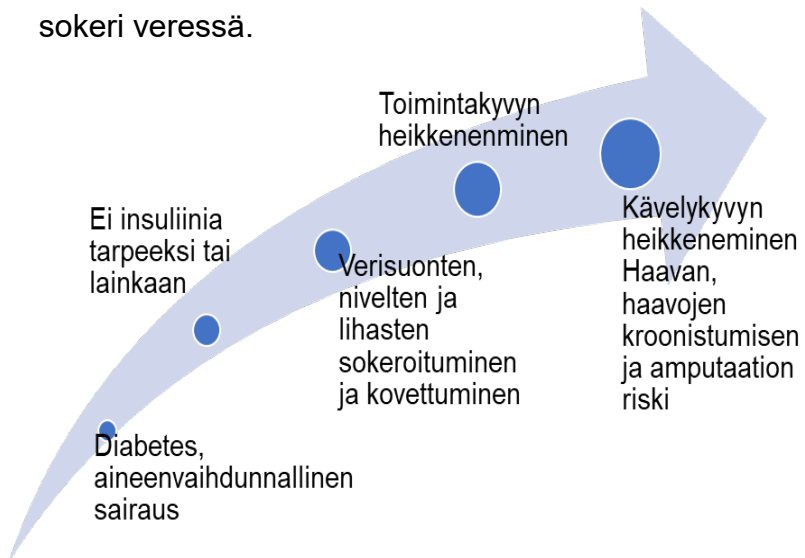 sokeri veressä.
Toimintakyvyn
heikkenenminen
Ei insuliinia
tarpeeksi tai
lainkaan
Kävelykyvyn
heikkeneminen
Haavan,
haavojen
kroonistumisen
ja amputaation
riski
Verisuonten,
nivelten ja
lihasten
sokeroituminen
ja kovettuminen
Diabetes,
aineenvaihdunnallinen
sairaus